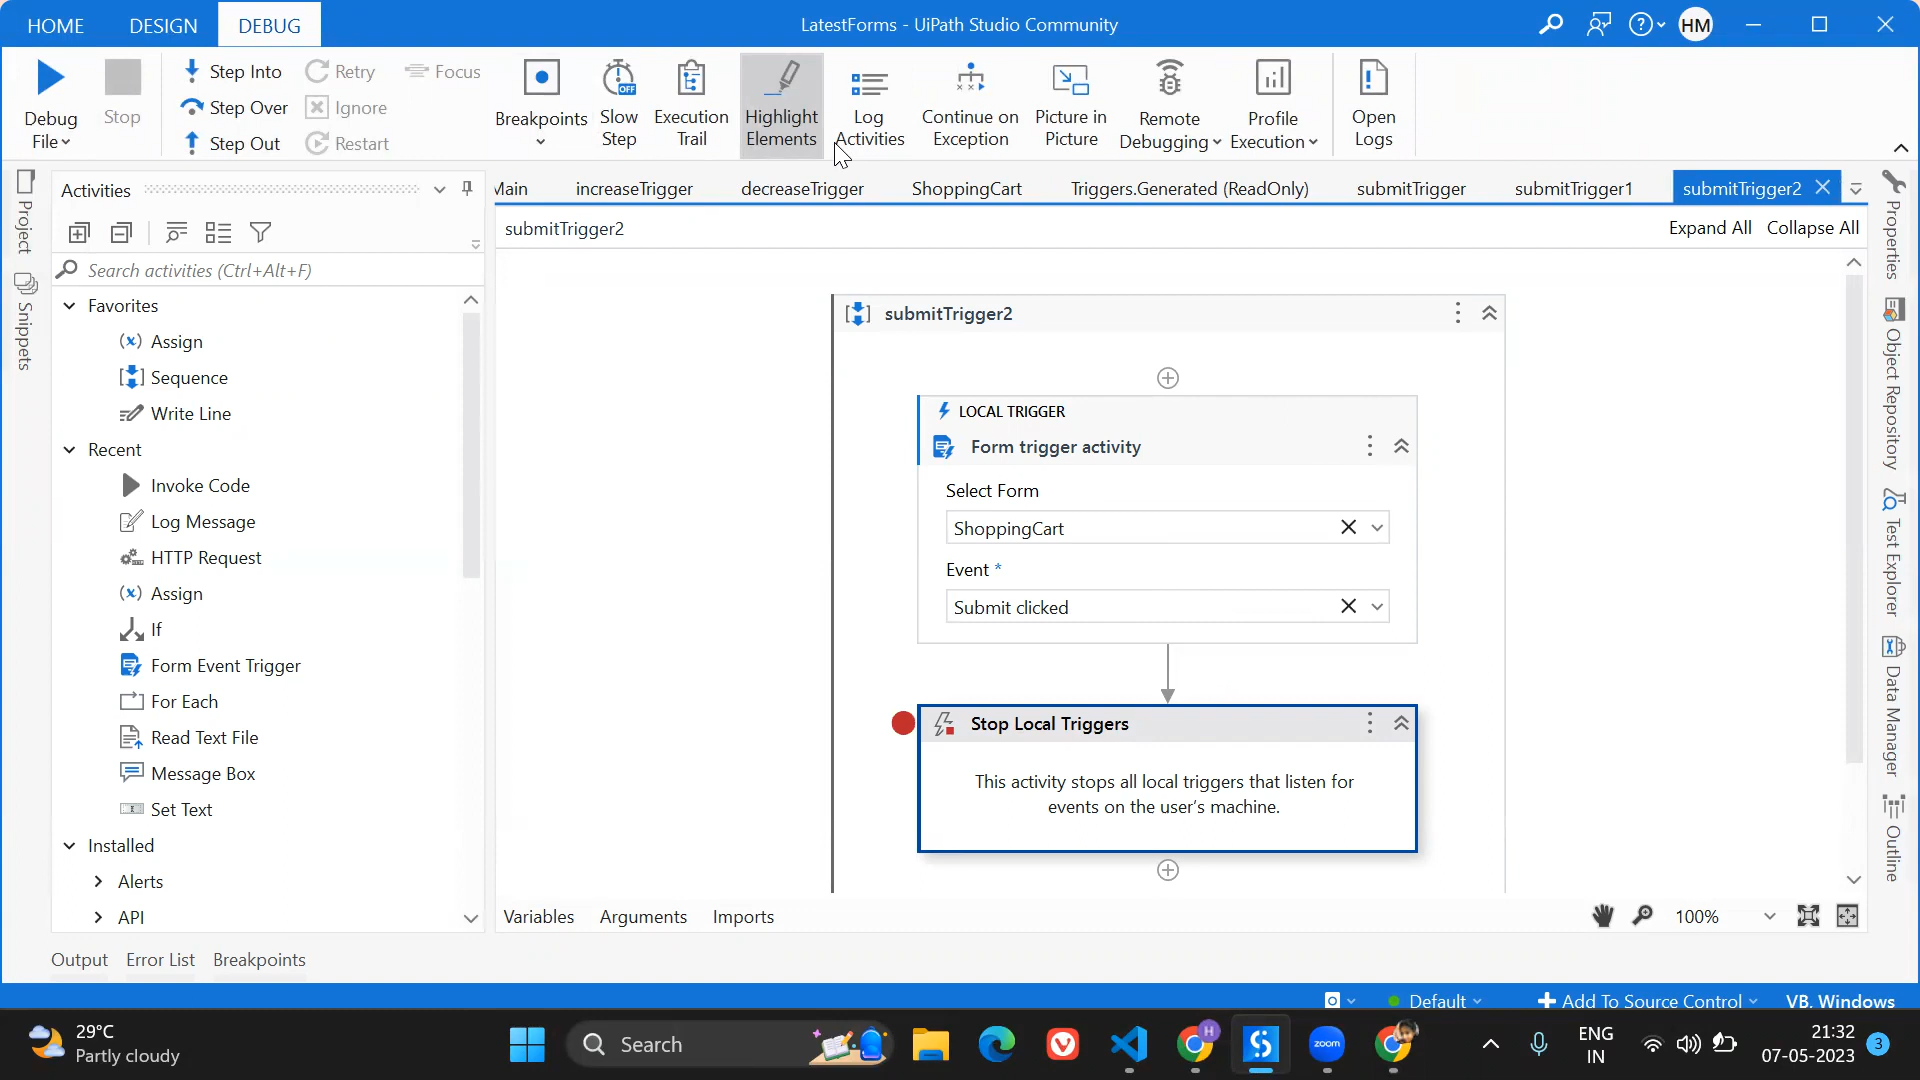 HOME DESIGN DEBUG LatestForms - UiPath Studio Community HM
Step Into Retry Focus
Step Over Ignore
Step Out Restart
Debug File Stop Breakpoints
Slow Step
Execution Trail
Highlight Elements
Log Activities
Continue on Exception
Picture in Picture
Remote Debugging
Profile Execution
Open Logs
Main increaseTrigger decreaseTrigger ShoppingCart Triggers.Generated (ReadOnly) submitTrigger submitTrigger1 submitTrigger2
submitTrigger2 Expand All Collapse All
Project
Snippets
Activities
Search activities (Ctrl+Alt+F)
Favorites
Assign
Sequence
Write Line
Recent
Invoke Code
Log Message
HTTP Request
Assign
If
Form Event Trigger
For Each
Read Text File
Message Box
Set Text
Installed
Alerts
API
submitTrigger2
LOCAL TRIGGER
Form trigger activity
Select Form
ShoppingCart
Event *
Submit clicked
Stop Local Triggers
This activity stops all local triggers that listen for
events on the user's machine.
Properties
Object Repository
Test Explorer
Data Manager
Outline
Variables Arguments Imports 100%
Output Error List Breakpoints
Default Add To Source Control VB, Windows
29°C
Partly cloudy
Search
H
zoom
ENG
IN
21:32
07-05-2023
3